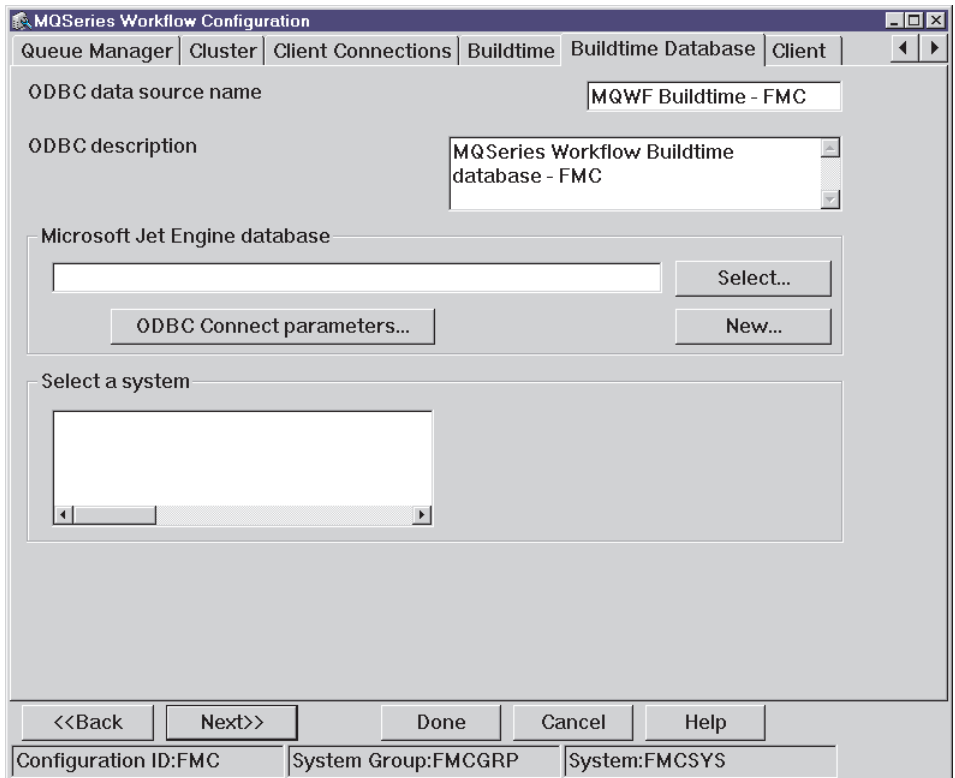 MQSeries Workflow Configuration
Queue Manager Cluster Client Connections Buildtime Buildtime Database Client
ODBC data source name
MQWF Buildtime - FMC
ODBC description
MQSeries Workflow Buildtime
database - FMC
Microsoft Jet Engine database
Select...
ODBC Connect parameters...
New...
Select a system
<<Back Next>> Done Cancel Help
Configuration ID:FMC System Group:FMCGRP System:FMCSYS